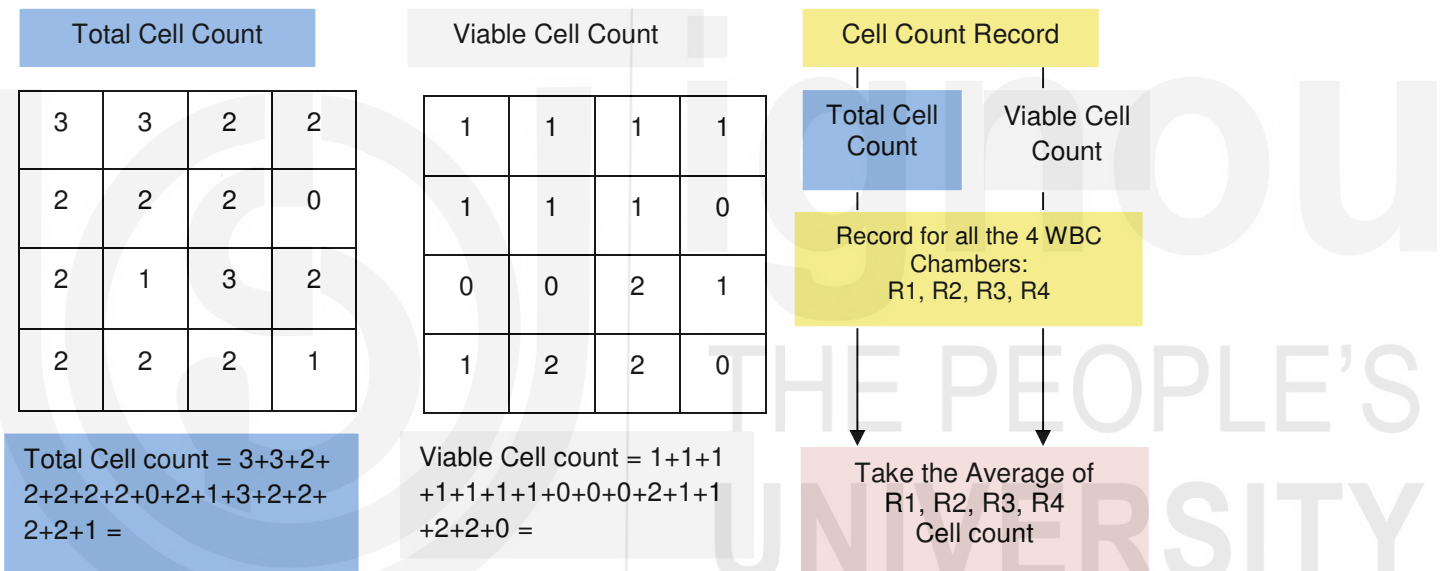 Total Cell Count
3 3 2 2
2 2 2 0
2 1 3 2
2 2 2 1
Total Cell count = 3+3+2+
2+2+2+2+0+2+1+3+2+2+
2+2+1 =
Viable Cell Count
1 1 1 1
1 1 1 0
0 0 2 1
1 2 2 0
Viable Cell count = 1+1+1
+1+1+1+1+0+0+0+2+1+1
+2+2+0 =
Cell Count Record
Total Cell
Count
Viable Cell
Count
Record for all the 4 WBC
Chambers:
R1, R2, R3, R4
Take the Average of
R1, R2, R3, R4
Cell count
ignou
THE PEOPLE'S
UNIVERSITY